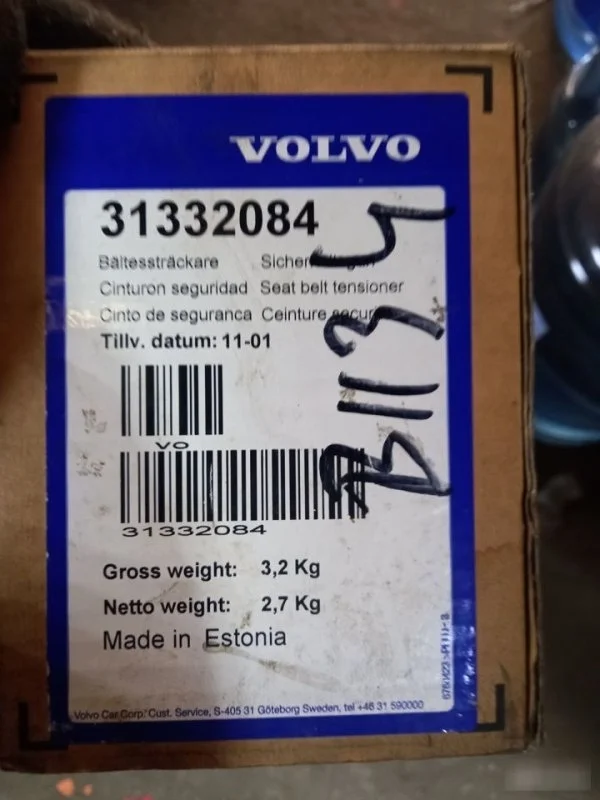 VOLVO
31332084
Bältessträckare
Cinturon seguridad Seat belt tensioner
Cinto de seguranca Ceinture
Tillv. datum: 11-01
VO
31332084
Gross weight: 3,2 Kg
Netto weight: 2,7 Kg
Made in Estonia
Volvo Car Corp. Cust. Service, S-405 31 Göteborg Sweden, tel +46 31 590000